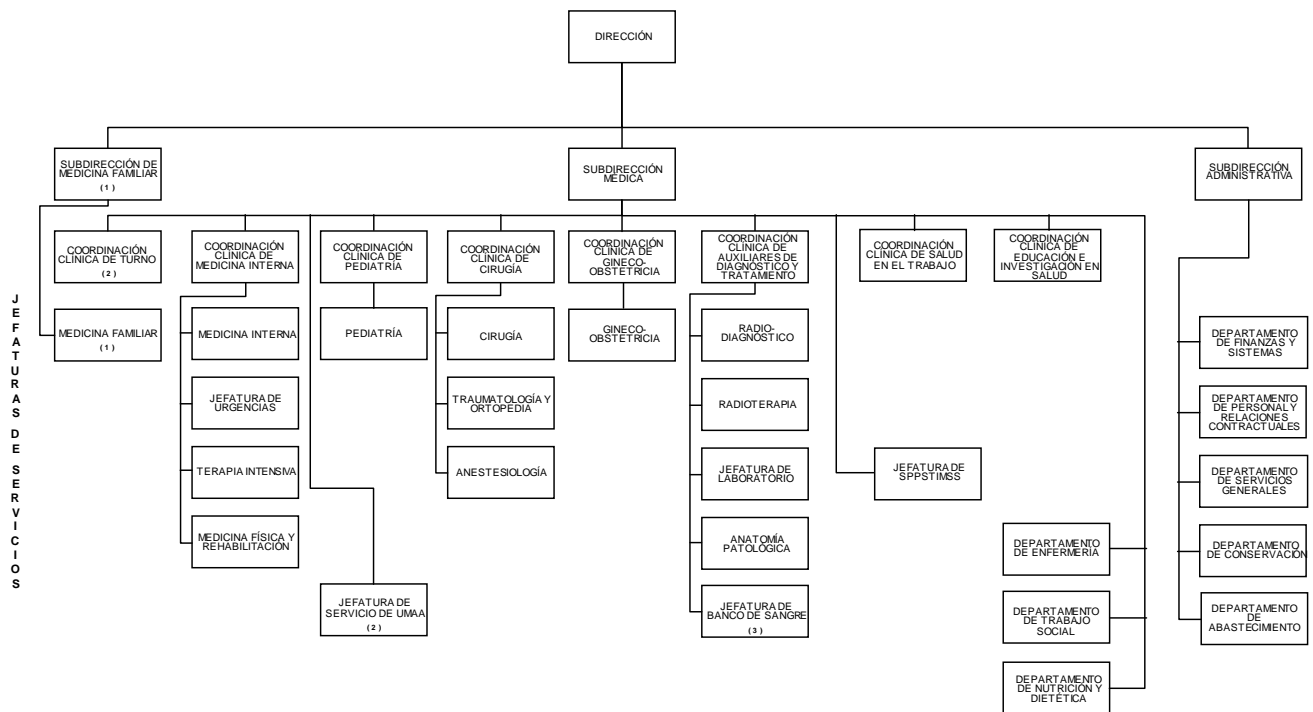 DIRECCIÓN
SUBDIRECCIÓN DE
MEDICINA FAMILIAR
(1)
SUBDIRECCIÓN
MÉDICA
SUBDIRECCIÓN
ADMINISTRATIVA
COORDINACIÓN
CLÍNICA DE TURNO
(2)
COORDINACIÓN
CLÍNICA DE
MEDICINA INTERNA
COORDINACIÓN
CLÍNICA DE
PEDIATRÍA
COORDINACIÓN
CLÍNICA DE
CIRUGÍA
COORDINACIÓN
CLÍNICA DE
GINECO-
OBSTETRICIA
COORDINACIÓN
CLÍNICA DE
AUXILIARES DE
DIAGNÓSTICO Y
TRATAMIENTO
COORDINACIÓN
CLÍNICA DE SALUD
EN EL TRABAJO
COORDINACIÓN
CLÍNICA DE
EDUCACIÓN E
INVESTIGACIÓN EN
SALUD
JEFATURAS DE SERVICIOS
MEDICINA FAMILIAR
(1)
MEDICINA INTERNA
PEDIATRÍA
CIRUGÍA
GINECO-
OBSTETRICIA
RADIO-
DIAGNÓSTICO
DEPARTAMENTO
DE FINANZAS Y
SISTEMAS
JEFATURA DE
URGENCIAS
TRAUMATOLOGÍA Y
ORTOPEDIA
RADIOTERAPIA
DEPARTAMENTO
DE PERSONAL Y
RELACIONES
CONTRACTUALES
TERAPIA INTENSIVA
ANESTESIOLOGÍA
JEFATURA DE
LABORATORIO
JEFATURA DE
SPPSTIMSS
DEPARTAMENTO
DE SERVICIOS
GENERALES
MEDICINA FÍSICA Y
REHABILITACIÓN
ANATOMÍA
PATOLÓGICA
DEPARTAMENTO
DE ENFERMERÍA
DEPARTAMENTO
DE CONSERVACIÓN
JEFATURA DE
SERVICIO DE UMAA
(2)
JEFATURA DE
BANCO DE SANGRE
(3)
DEPARTAMENTO
DE TRABAJO
SOCIAL
DEPARTAMENTO
DE
ABASTECIMIENTO
DEPARTAMENTO
DE NUTRICIÓN Y
DIETÉTICA